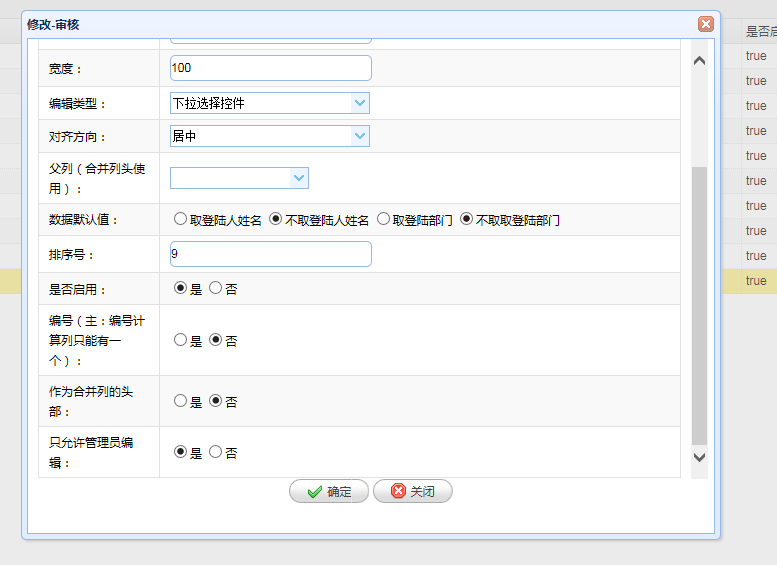 修改-审核
是否启
true
true
true
true
true
true
true
true
true
true
宽度：
100
编辑类型：
下拉选择控件
对齐方向：
居中
父列（合并列头使
用）：
数据默认值：
取登陆人姓名 不取登陆人姓名 取登陆部门 不取取登陆部门
排序号：
9
是否启用：
是 否
编号（主：编号计
算列只能有一
个）：
是 否
作为合并列的头
部：
是 否
只允许管理员编
辑：
是 否
确定 关闭